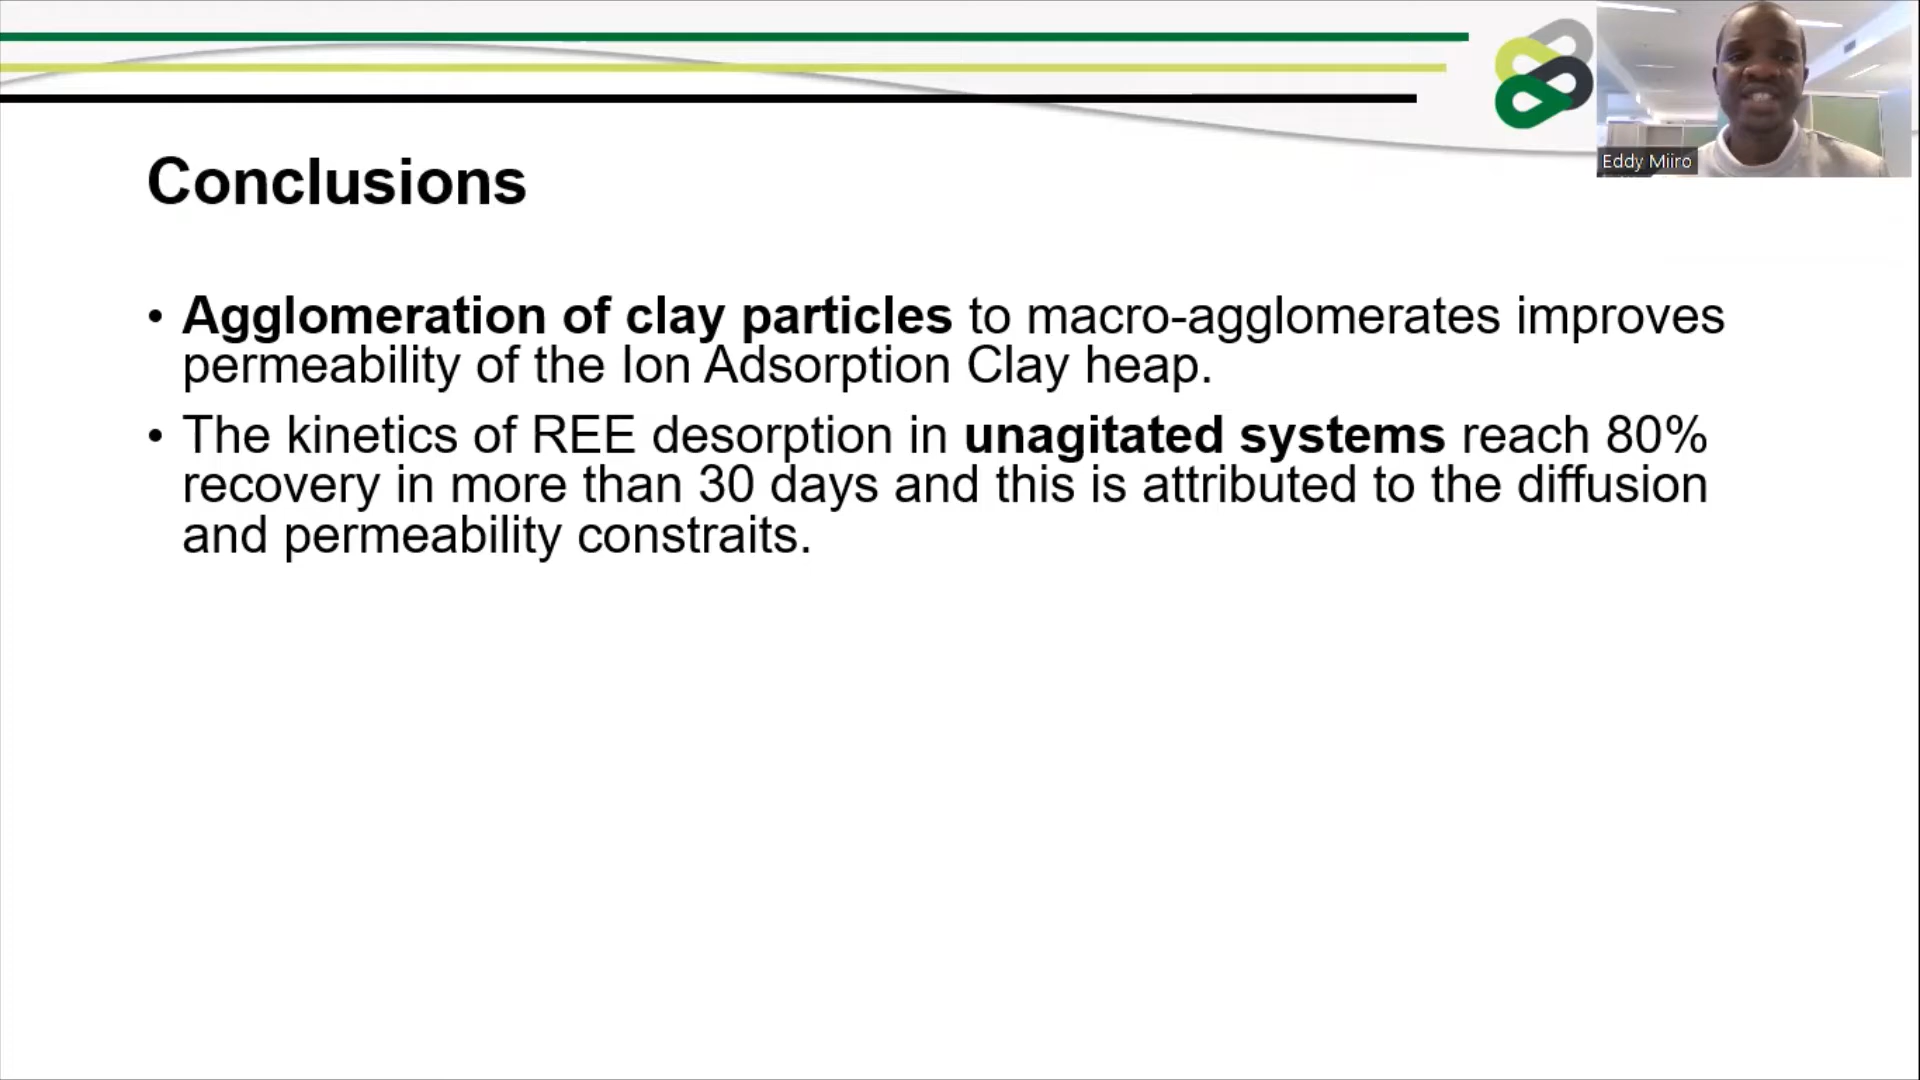 Eddy Miiro
Conclusions
• Agglomeration of clay particles to macro-agglomerates improves
permeability of the Ion Adsorption Clay heap.
• The kinetics of REE desorption in unagitated systems reach 80%
recovery in more than 30 days and this is attributed to the diffusion
and permeability constraits.